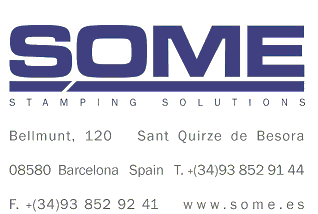 SOME
STAMPING SOLUTIONS
Bellmunt, 120 Sant Quirze de Besora
08580 Barcelona Spain T. +(34)93 852 91 44
F. +(34)93 852 92 41 www.some.es